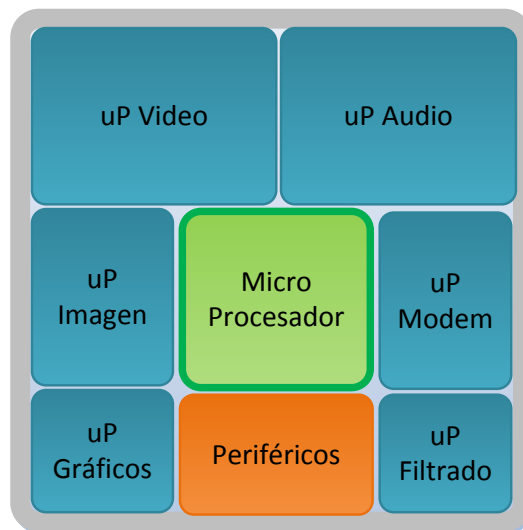 uP Video
uP Audio
uP
Imagen
Micro
Procesador
uP
Modem
uP
Gráficos
Periféricos
uP
Filtrado